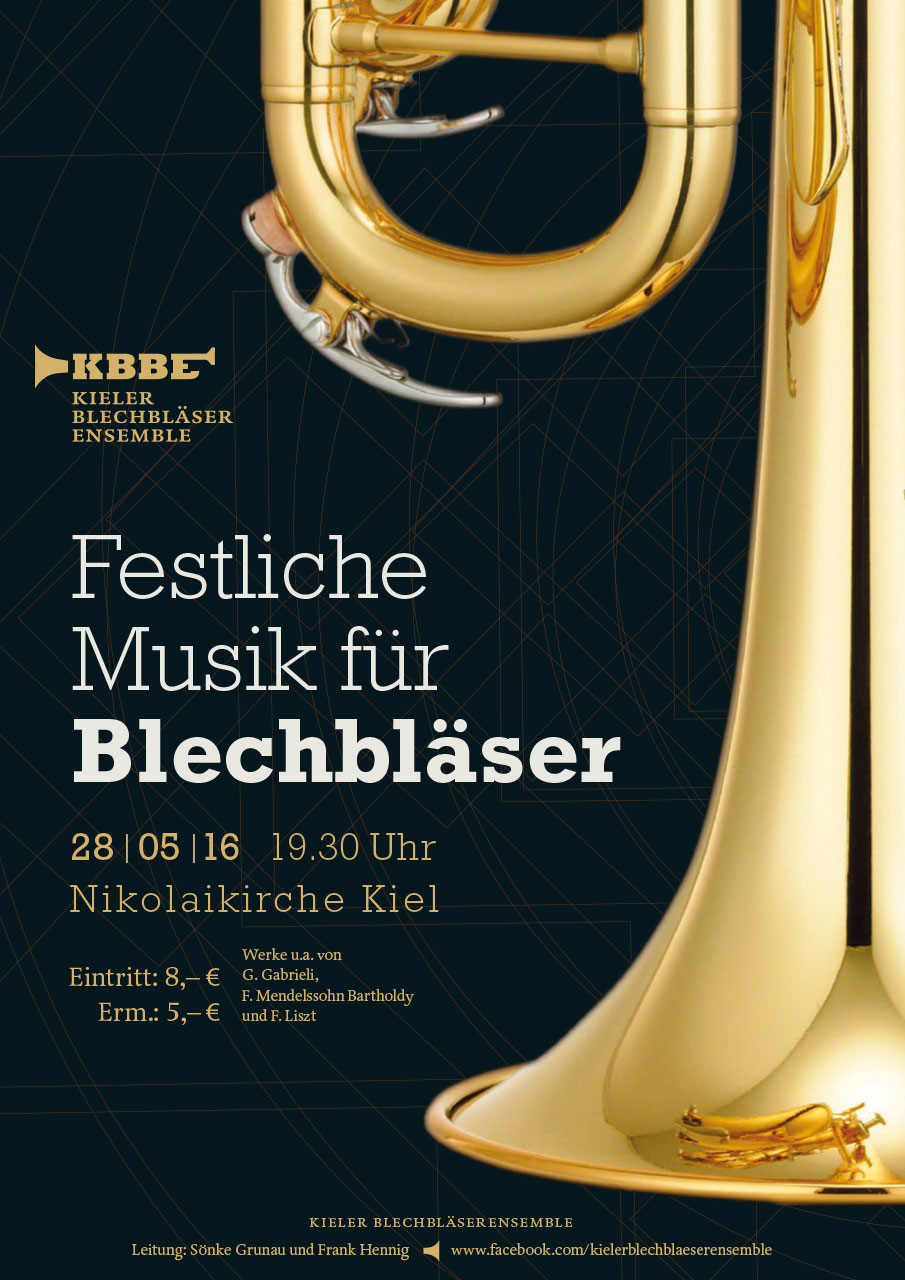 KBBE
KIELER
BLECHBLÄSER
ENSEMBLE
Festliche
Musik für
Blechbläser
28 | 05 | 16 19.30 Uhr
Nikolaikirche Kiel
Eintritt: 8,– €
Erm.: 5,– €
Werke u.a. von
G. Gabrieli,
F. Mendelssohn Bartholdy
und F. Liszt
KIELER BLECHBLÄSERENSEMBLE
Leitung: Sönke Grunau und Frank Hennig www.facebook.com/kielerblechblaeserensemble